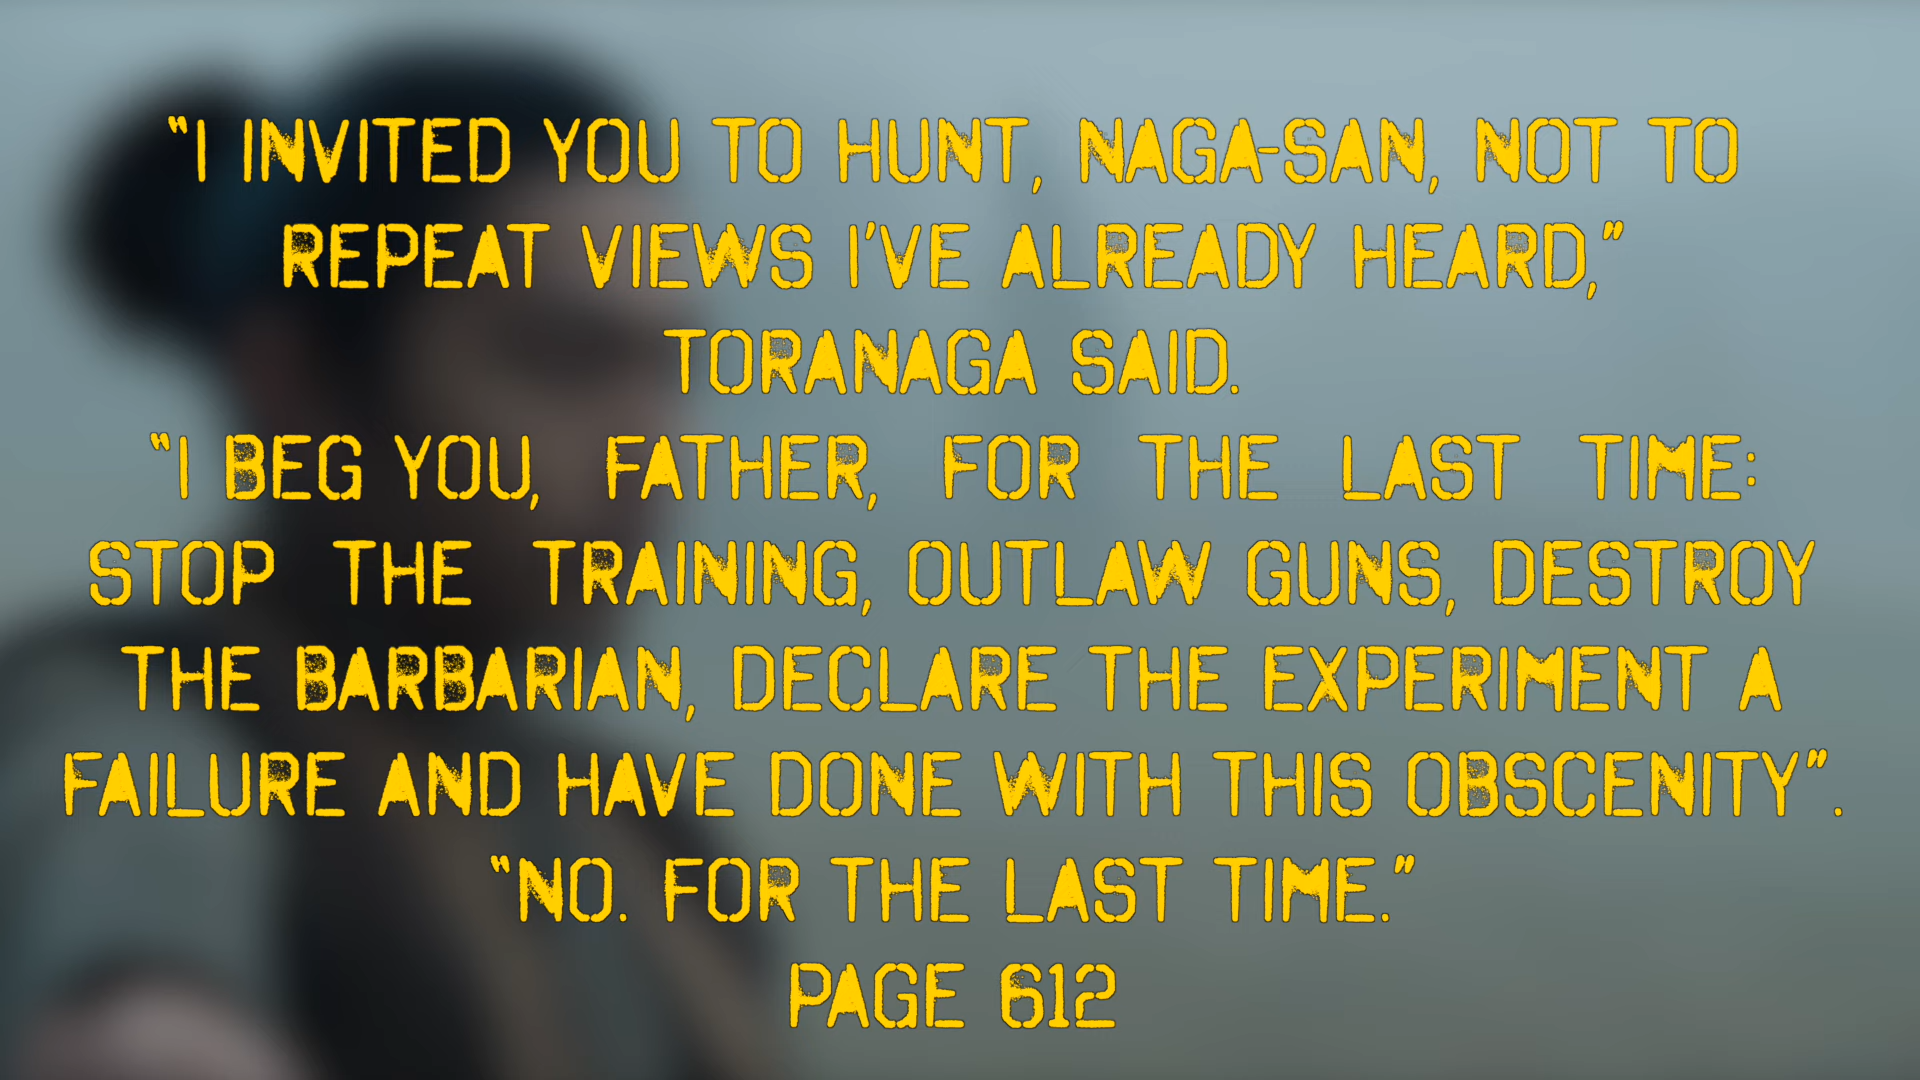 “I INVITED YOU TO HUNT, NAGA-SAN, NOT TO
REPEAT VIEWS I’VE ALREADY HEARD,”
TORANAGA SAID.
“I BEG YOU, FATHER, FOR THE LAST TIME:
STOP THE TRAINING, OUTLAW GUNS, DESTROY
THE BARBARIAN, DECLARE THE EXPERIMENT A
FAILURE AND HAVE DONE WITH THIS OBSCENITY”.
“NO. FOR THE LAST TIME.”
PAGE 612